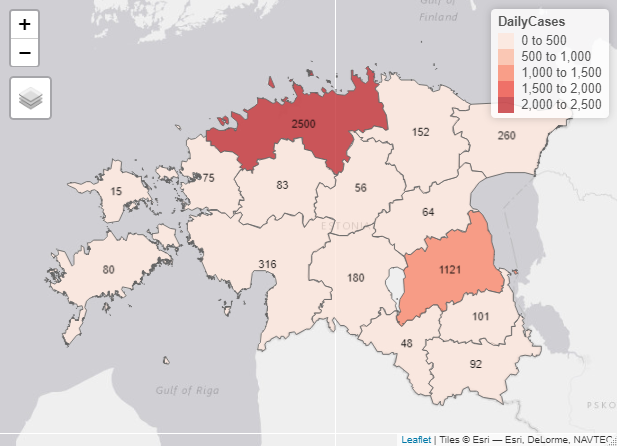 +
−
Gulf of
Finland
DailyCases
0 to 500
500 to 1,000
1,000 to 1,500
1,500 to 2,000
2,000 to 2,500
2500
152
260
75
83
56
15
64
ESTONIA
316
80
180
1121
101
48
92
Gulf of Riga
PSKO
Leaflet | Tiles © Esri — Esri, DeLorme, NAVTEC